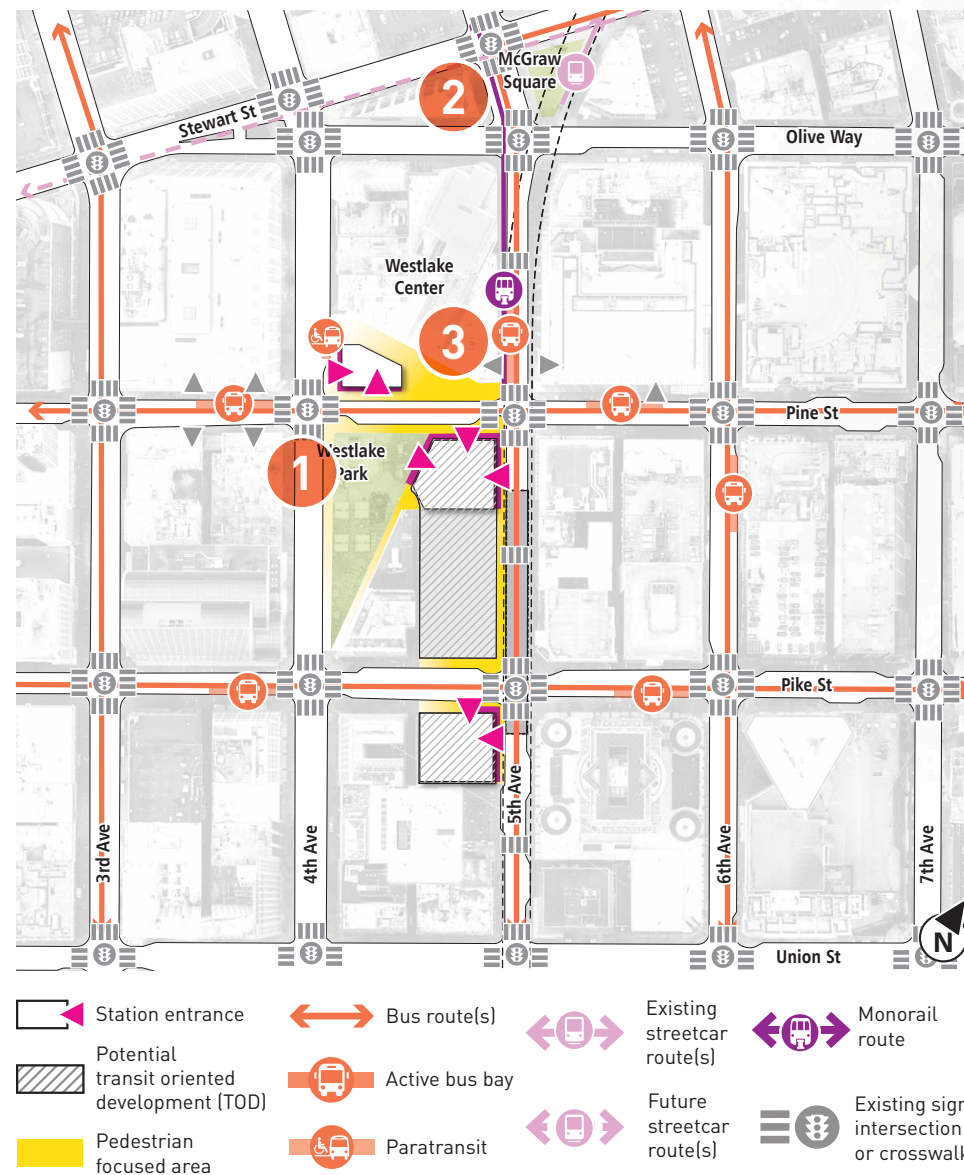 McGraw
Square
2
Stewart St
Olive Way
Westlake
Center
3
Pine St
1
Westlake
Park
Pike St
3rd Ave
4th Ave
5th Ave
6th Ave
7th Ave
N
Union St
Station entrance
Potential
transit oriented
development (TOD)
Pedestrian
focused area
Bus route(s)
Active bus bay
Paratransit
Existing
streetcar
route(s)
Future
streetcar
route(s)
Monorail
route
Existing sign
intersection
or crosswalk